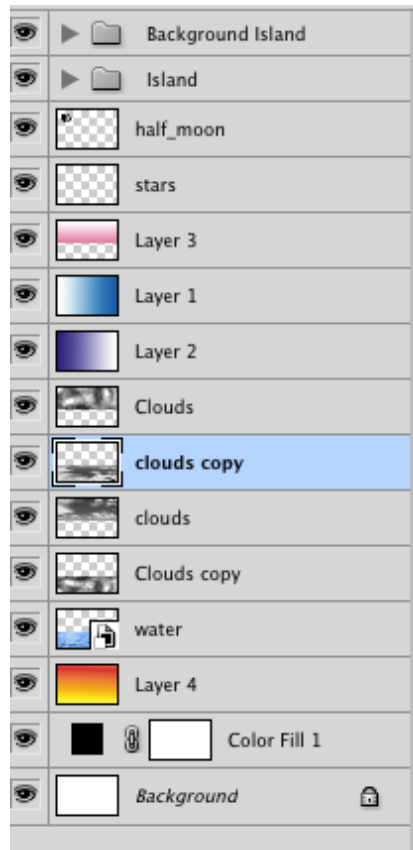 Background Island
Island
half_moon
stars
Layer 3
Layer 1
Layer 2
Clouds
clouds copy
clouds
Clouds copy
water
Layer 4
Color Fill 1
Background